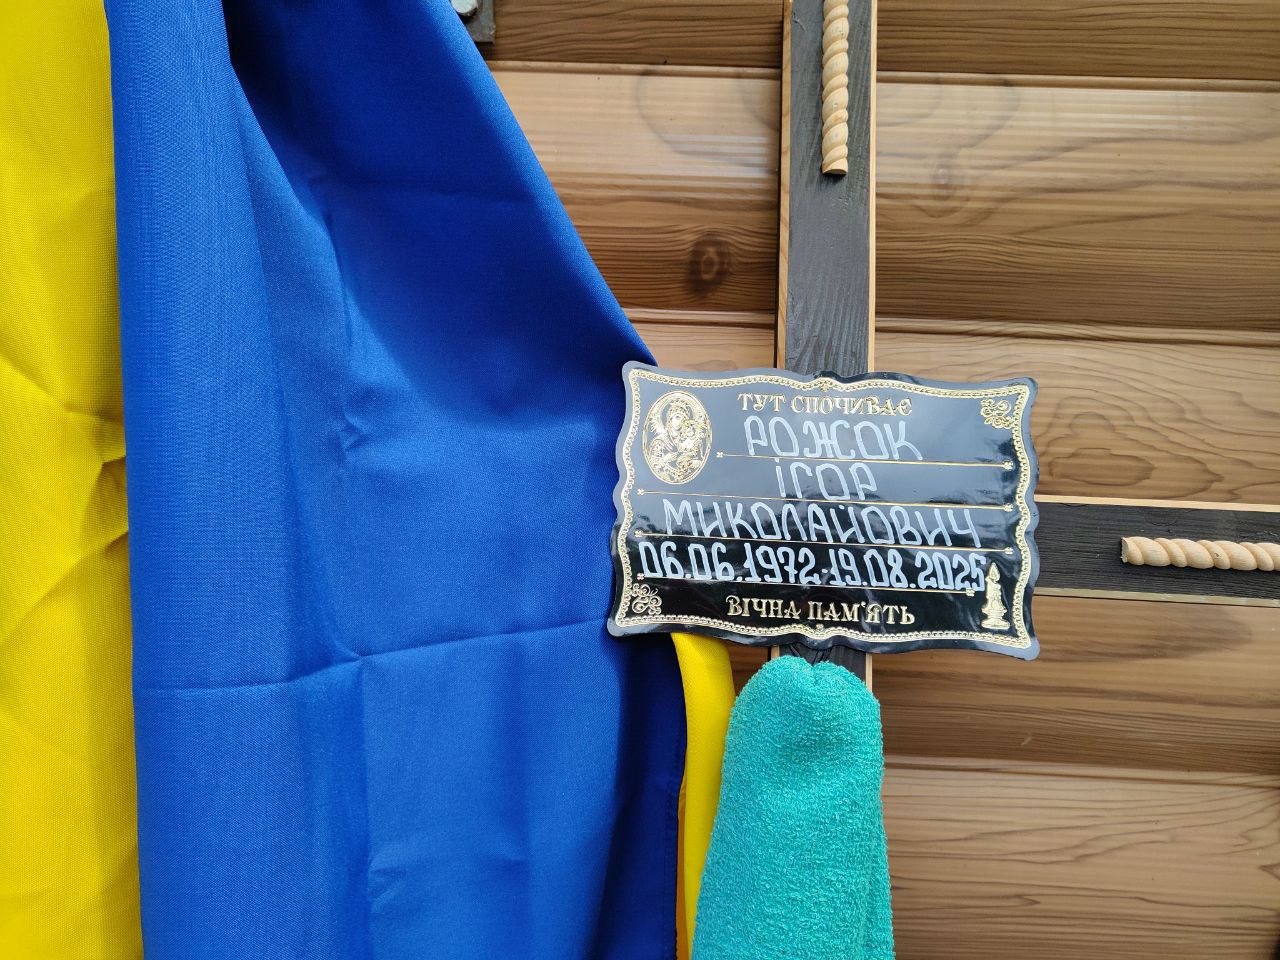 ТУТ СПОЧИВАЄ
РОЖОК
ІГОР
МИКОЛАЙОВИЧ
06.06.1972-19.08.2025
ВІЧНА ПАМ'ЯТЬ